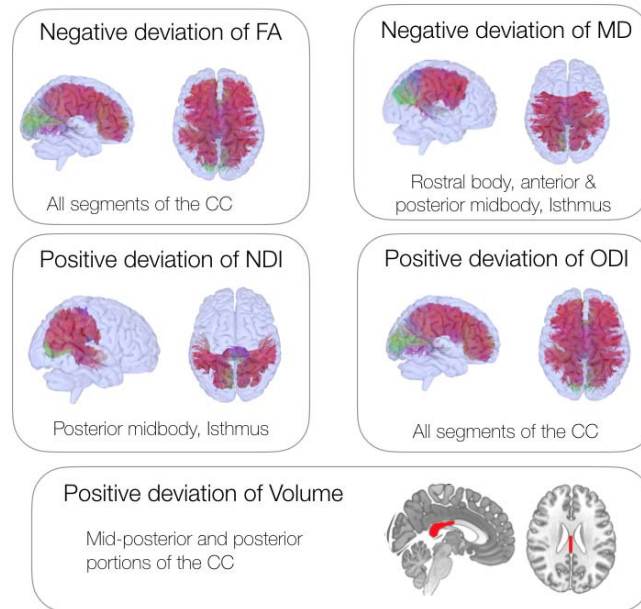 Negative deviation of FA
All segments of the CC
Negative deviation of MD
Rostral body, anterior &
posterior midbody, Isthmus
Positive deviation of NDI
Posterior midbody, Isthmus
Positive deviation of ODI
All segments of the CC
Positive deviation of Volume
Mid-posterior and posterior
portions of the CC